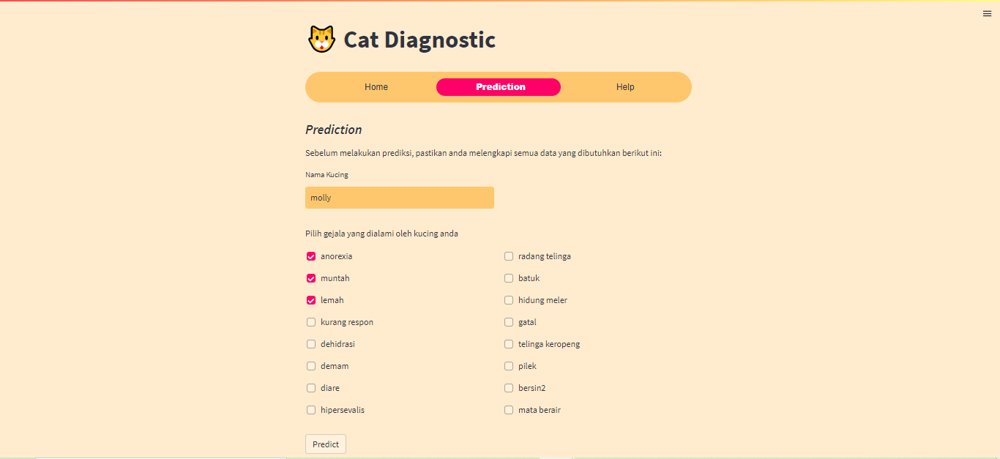 Cat Diagnostic
Home Prediction Help
Prediction
Sebelum melakukan prediksi, pastikan anda melengkapi semua data yang dibutuhkan berikut ini:
Nama Kucing
molly
Pilih gejala yang dialami oleh kucing anda
anorexia
muntah
lemah
kurang respon
dehidrasi
demam
diare
hipersevalis
radang telinga
batuk
hidung meler
gatal
telinga keropeng
pilek
bersin2
mata berair
Predict